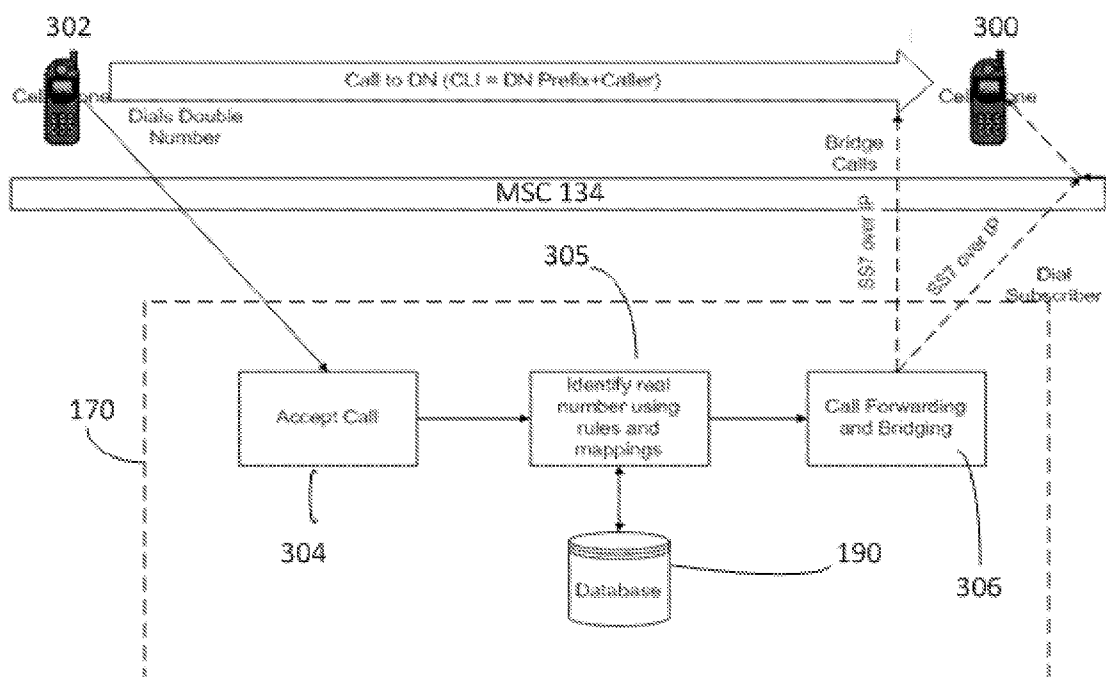 302
300
Call to DN (CLI = DN Prefix+Caller)
Dials Double
Number
Bridge
Calls
MSC 134
SS7 over IP
SS7 over IP
305
Dial
Subscriber
170
Accept Call
Identify real
number using
rules and
mappings
Call Forwarding
and Bridging
304
190
Database
306